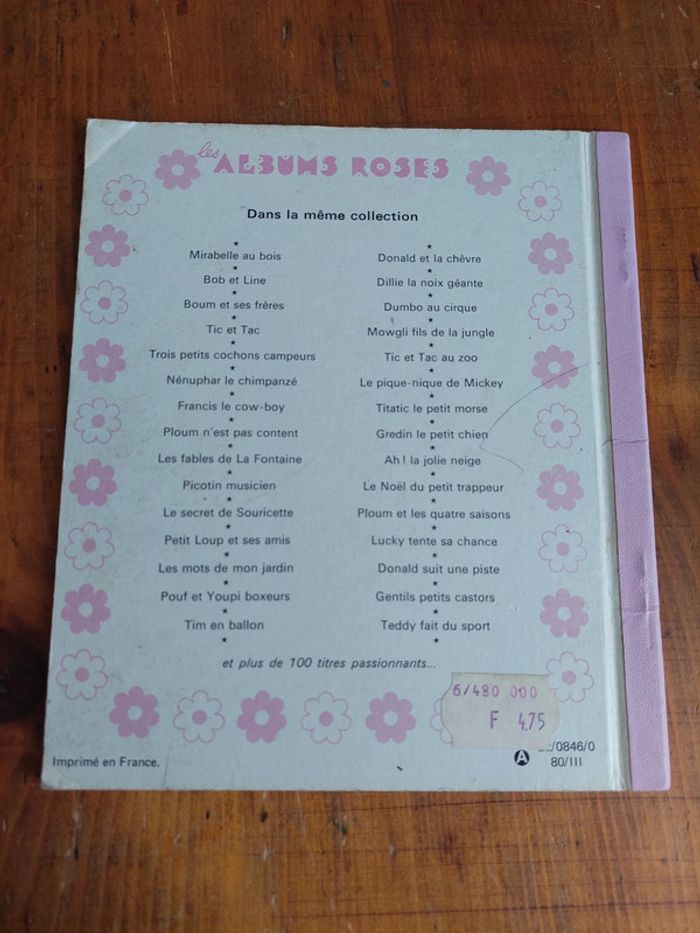 les ALBUMS ROSES
Dans la même collection
Mirabelle au bois
Bob et Line
Boum et ses frères
Tic et Tac
Trois petits cochons campeurs
Nénuphar le chimpanzé
Francis le cow-boy
Ploum n'est pas content
Les fables de La Fontaine
Picotin musicien
Le secret de Souricette
Petit Loup et ses amis
Les mots de mon jardin
Pouf et Youpi boxeurs
Tim en ballon
Donald et la chèvre
Dillie la noix géante
Dumbo au cirque
Mowgli fils de la jungle
Tic et Tac au zoo
Le pique-nique de Mickey
Titatic le petit morse
Gredin le petit chien
Ah ! la jolie neige
Le Noël du petit trappeur
Ploum et les quatre saisons
Lucky tente sa chance
Donald suit une piste
Gentils petits castors
Teddy fait du sport
et plus de 100 titres passionnants...
6/480 000
F 4,75
Imprimé en France.
A
/0846/0
80/III